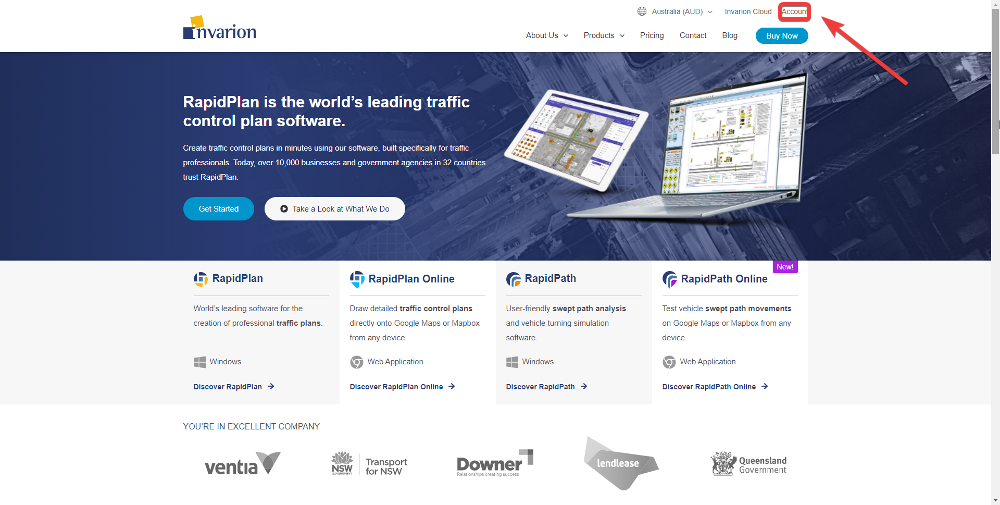 Australia (AUD)
Invarion Cloud
Account
invarion
About Us
Products
Pricing
Contact
Blog
Buy Now
RapidPlan is the world's leading traffic
control plan software.
Create traffic control plans in minutes using our software, built specifically for traffic
professionals. Today, over 10,000 businesses and government agencies in 32 countries
trust RapidPlan.
Get Started
Take a Look at What We Do
New!
RapidPlan
World's leading software for the
creation of professional traffic plans.
Windows
Discover RapidPlan
RapidPlan Online
Draw detailed traffic control plans
directly onto Google Maps or Mapbox
from any device
Web Application
Discover RapidPlan Online
RapidPath
User-friendly swept path analysis
and vehicle turning simulation
software
Windows
Discover RapidPath
RapidPath Online
Test vehicle swept path movements
on Google Maps or Mapbox from any
device
Web Application
Discover RapidPath Online
YOU'RE IN EXCELLENT COMPANY
ventia
NSW
GOVERNMENT
Transport
for NSW
Downer
Relationships creating success
lendlease
Queensland
Government